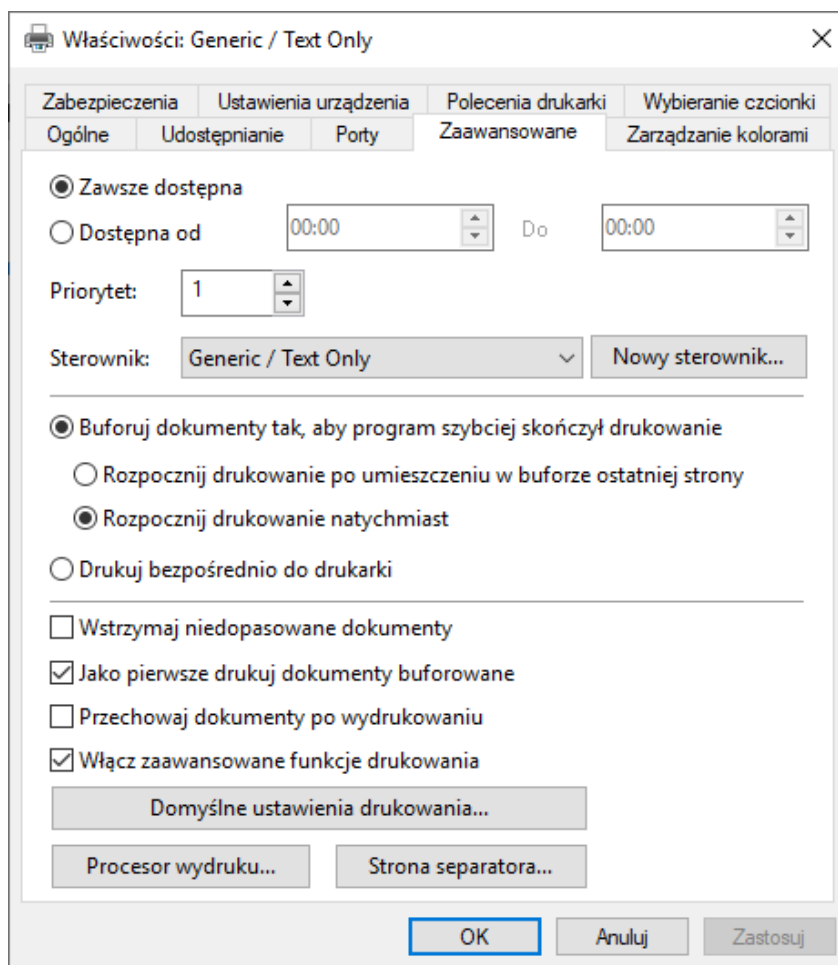 Właściwości: Generic / Text Only
Zabezpieczenia Ustawienia urządzenia Polecenia drukarki Wybieranie czcionki
Ogólne Udostępnianie Porty Zaawansowane Zarządzanie kolorami
Zawsze dostępna
Dostępna od 00:00 Do 00:00
Priorytet: 1
Sterownik: Generic / Text Only Nowy sterownik...
Buforuj dokumenty tak, aby program szybciej skończył drukowanie
Rozpocznij drukowanie po umieszczeniu w buforze ostatniej strony
Rozpocznij drukowanie natychmiast
Drukuj bezpośrednio do drukarki
Wstrzymaj niedopasowane dokumenty
Jako pierwsze drukuj dokumenty buforowane
Przechowaj dokumenty po wydrukowaniu
Włącz zaawansowane funkcje drukowania
Domyślne ustawienia drukowania...
Procesor wydruku... Strona separatora...
OK Anuluj Zastosuj